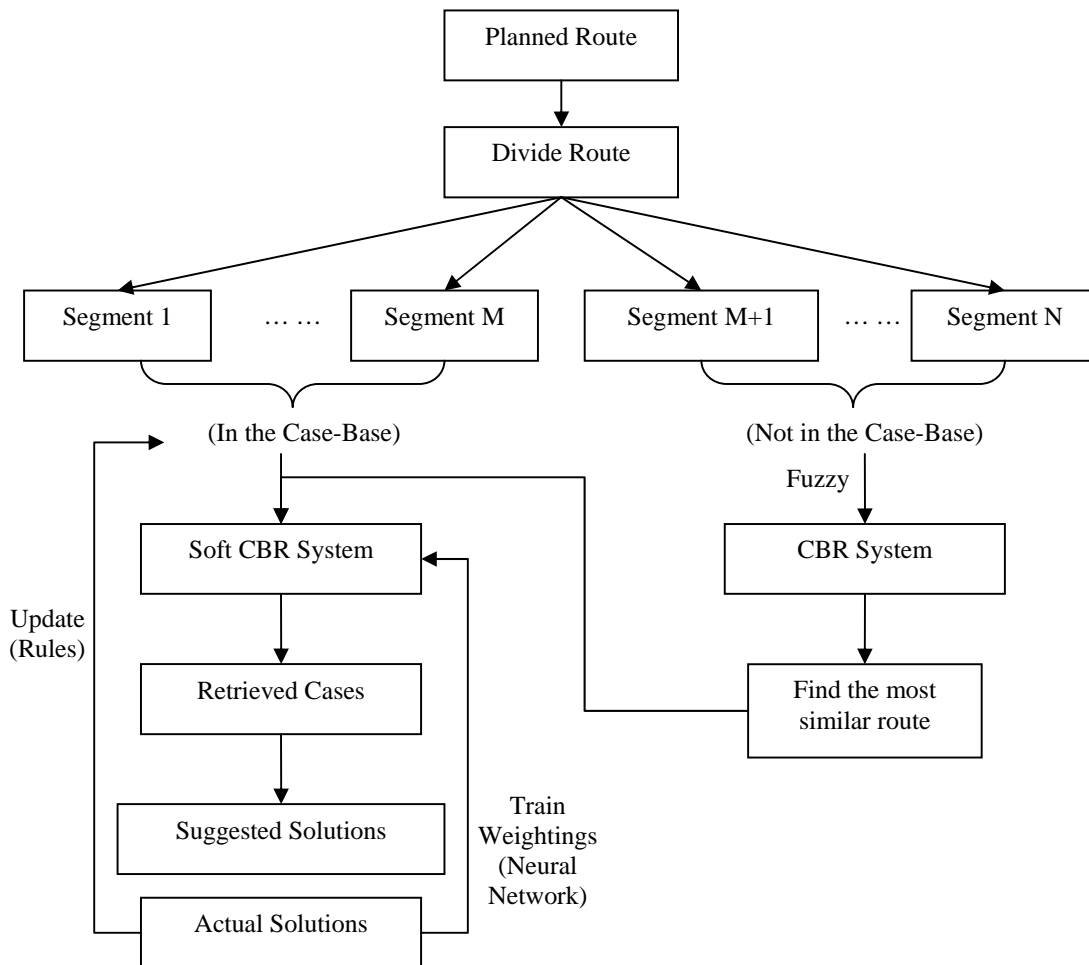 Planned Route
Divide Route
Segment 1
… …
Segment M
Segment M+1
… …
Segment N
(In the Case-Base)
(Not in the Case-Base)
Fuzzy
Soft CBR System
CBR System
Update
(Rules)
Retrieved Cases
Find the most
similar route
Suggested Solutions
Train
Weightings
(Neural
Network)
Actual Solutions